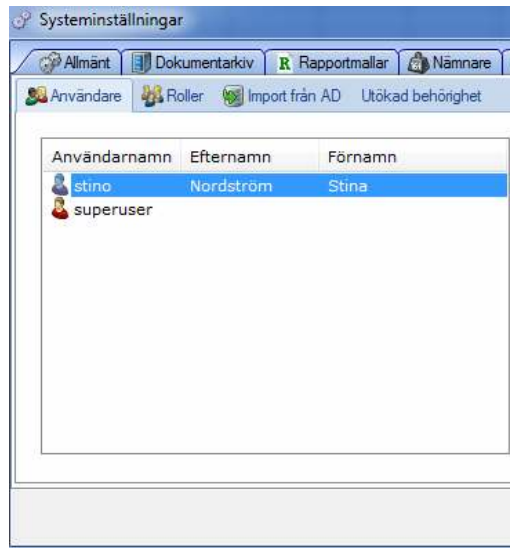 Systeminställningar
Allmänt Dokumentarkiv R Rapportmallar Nämnare
Användare Roller Import från AD Utökad behörighet
Användarnamn Efternamn Förnamn
stino Nordström Stina
superuser